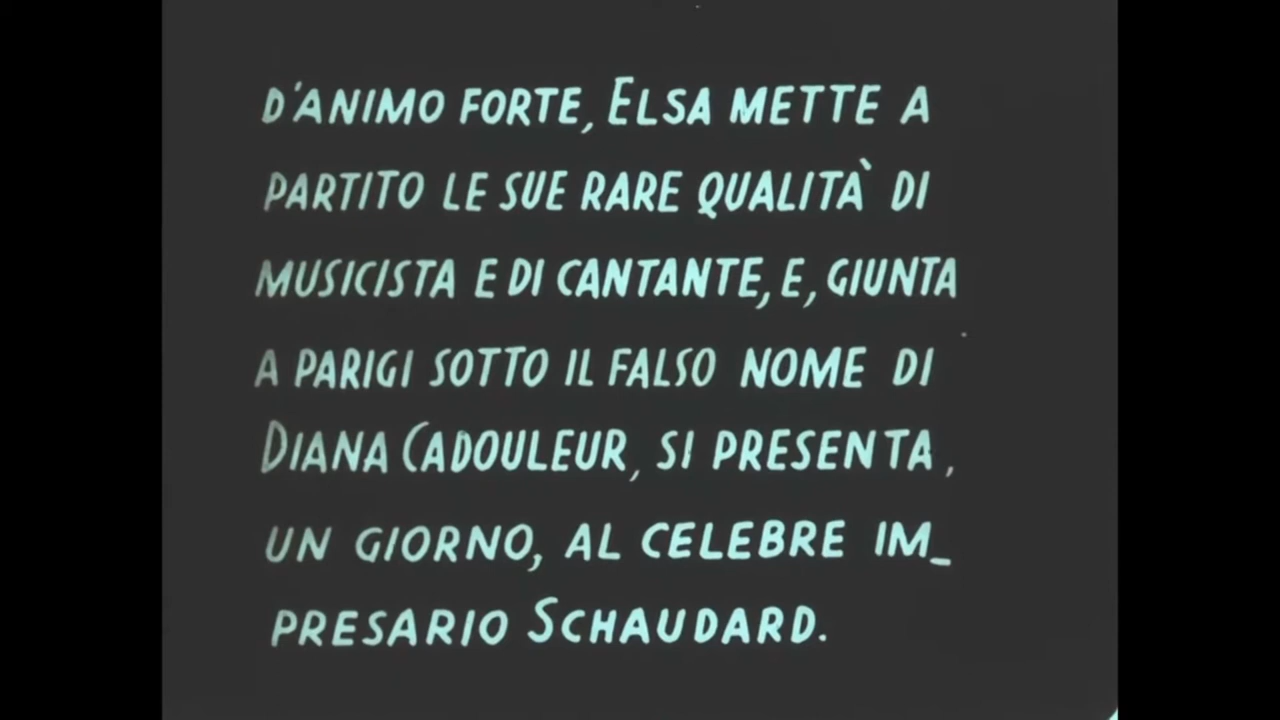 D'ANIMO FORTE, ELSA METTE A
PARTITO LE SUE RARE QUALITÀ DI
MUSICISTA E DI CANTANTE, E, GIUNTA
A PARIGI SOTTO IL FALSO NOME DI
DIANA CADOULEUR, SI PRESENTA,
UN GIORNO, AL CELEBRE IM_
PRESARIO SCHAUDARD.